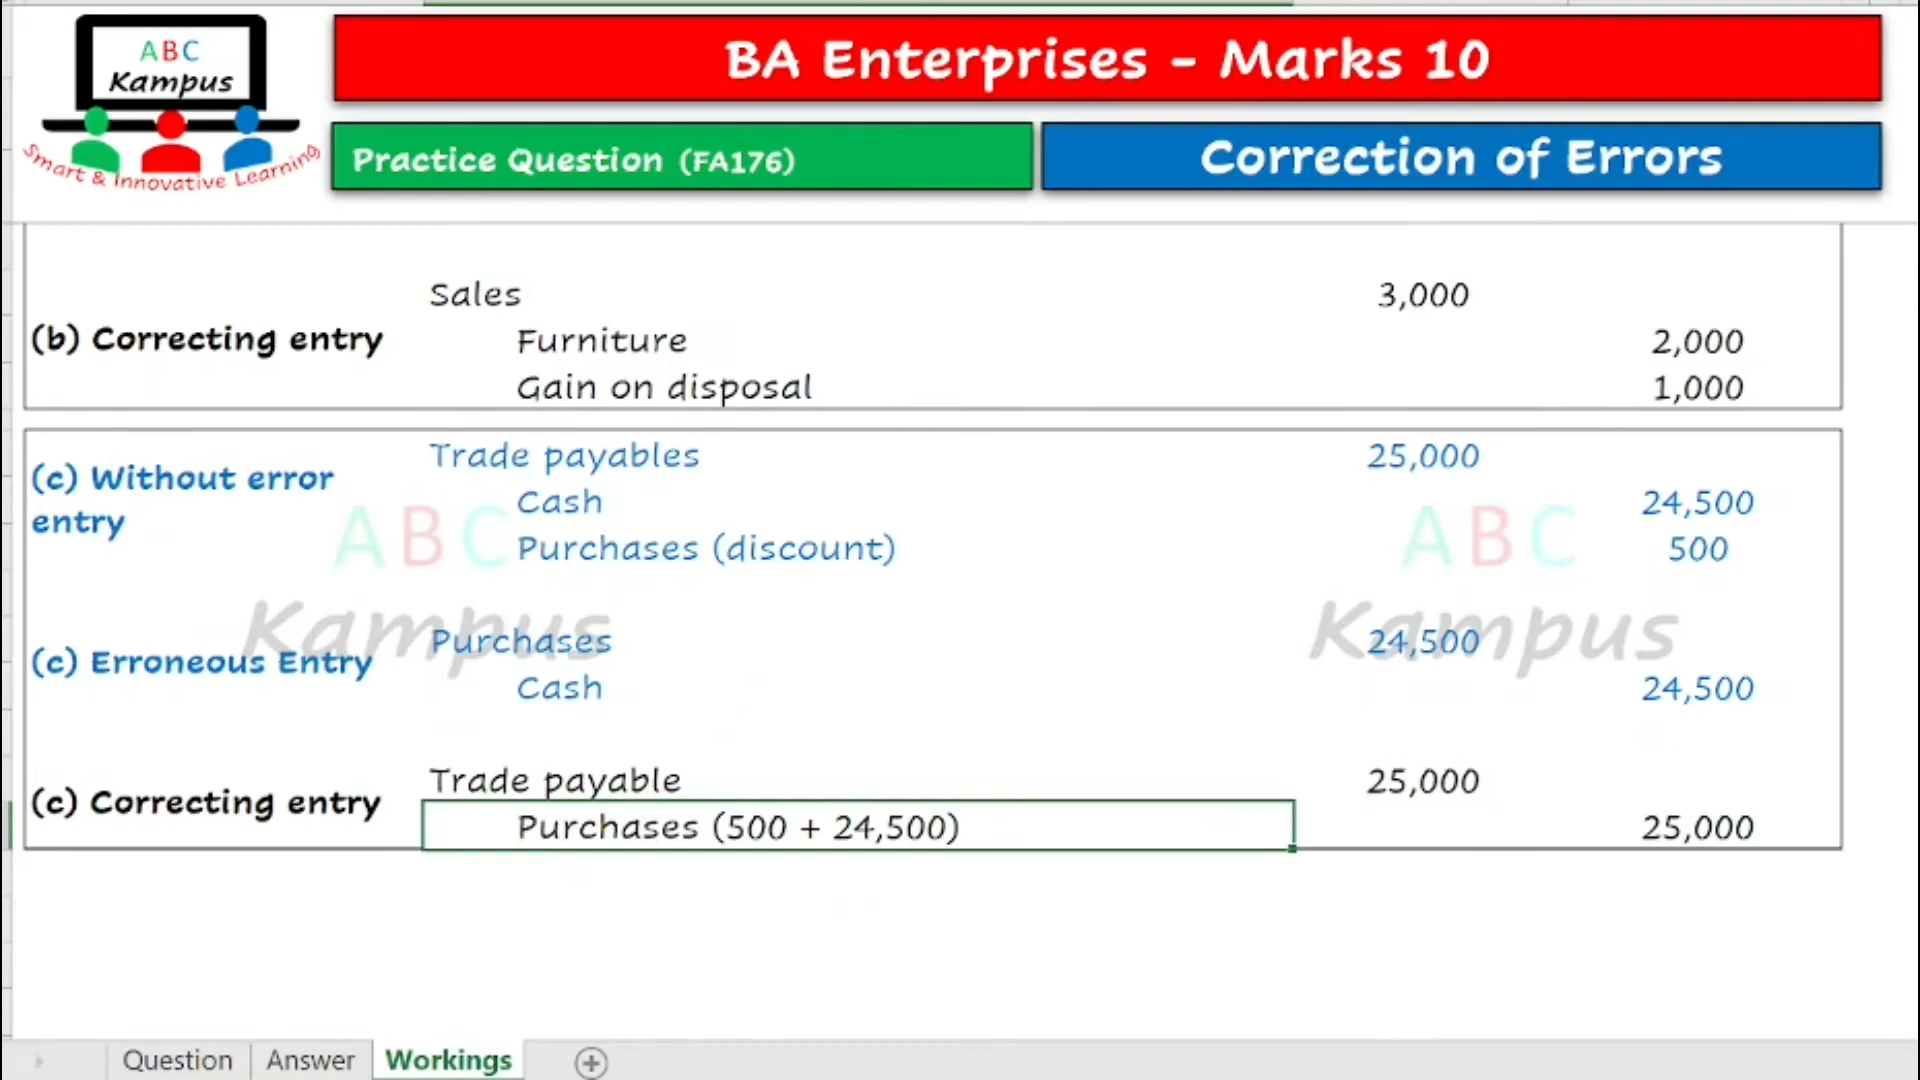 ABC
Kampus
Smart & Innovative Learning
BA Enterprises - Marks 10
Practice Question (FA176)
Correction of Errors
Sales 3,000
(b) Correcting entry
Furniture 2,000
Gain on disposal 1,000
Trade payables 25,000
(c) Without error
entry
Cash 24,500
Purchases (discount) 500
ABC
Kampus
ABC
Kampus
Purchases 24,500
(c) Erroneous Entry
Cash 24,500
Trade payable 25,000
(c) Correcting entry
Purchases (500 + 24,500) 25,000
Question Answer Workings